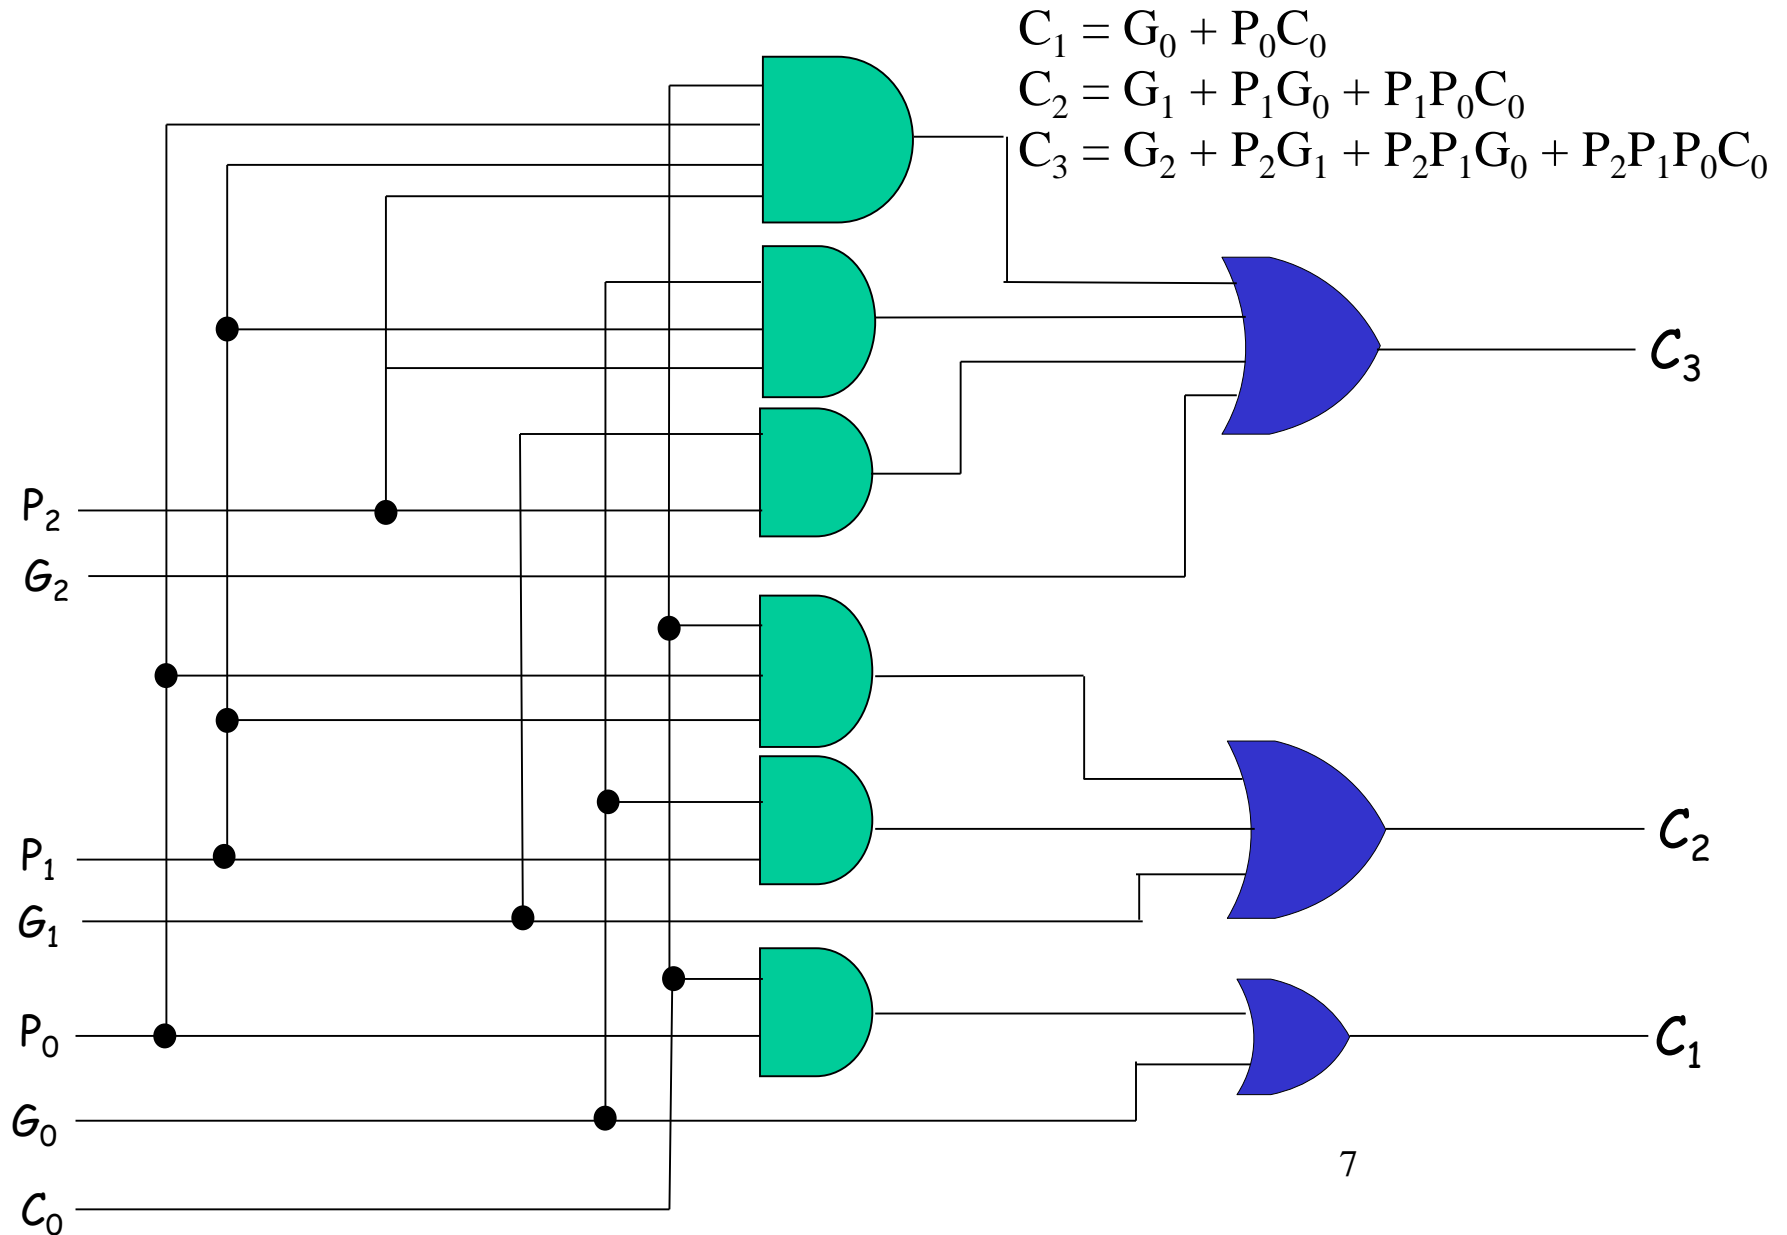 C₁ = G₀ + P₀C₀
C₂ = G₁ + P₁G₀ + P₁P₀C₀
C₃ = G₂ + P₂G₁ + P₂P₁G₀ + P₂P₁P₀C₀
C₃
P₂
G₂
C₂
P₁
G₁
P₀
C₁
G₀
7
C₀